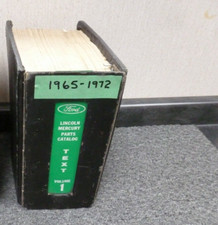 1965-1972
Ford
LINCOLN
MERCURY
PARTS
CATALOG
TEXT
VOLUME
1